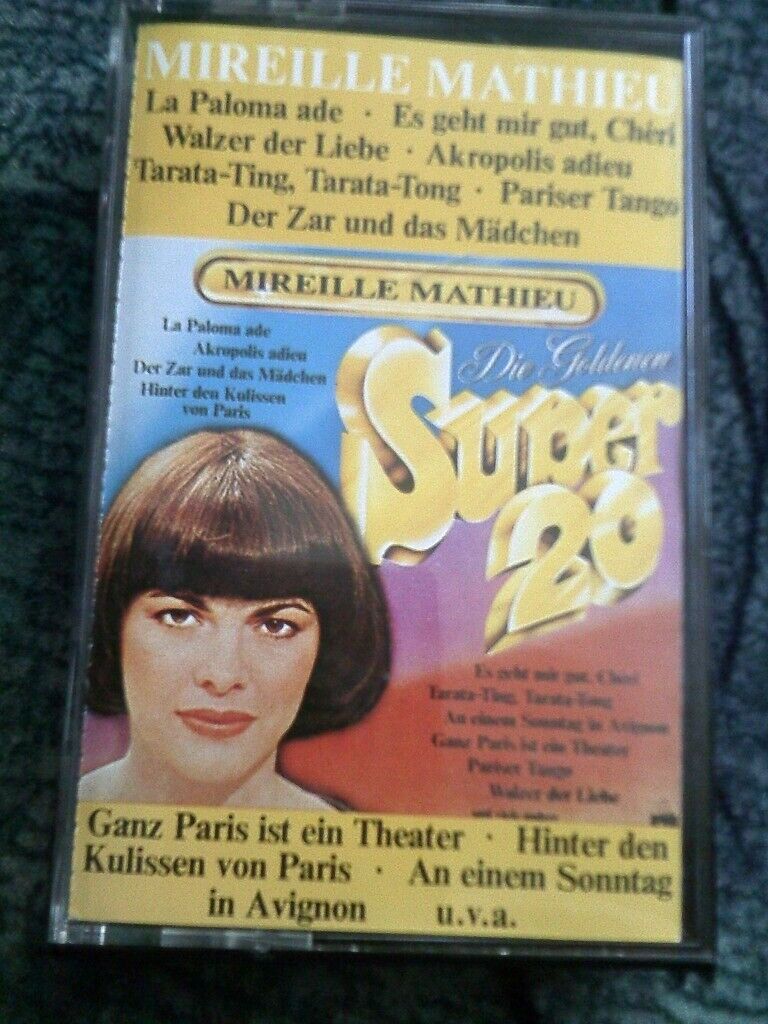 MIREILLE MATHIEU
La Paloma ade · Es geht mir gut, Chéri
Walzer der Liebe · Akropolis adieu
Tarata-Ting, Tarata-Tong · Pariser Tango
Der Zar und das Mädchen
MIREILLE MATHIEU
La Paloma ade
Akropolis adieu
Der Zar und das Mädchen
Hinter den Kulissen
von Paris
Die Goldenen
Super
20
Es geht mir gut, Chéri
Tarata-Ting, Tarata-Tong
An einem Sonntag in Avignon
Ganz Paris ist ein Theater
Pariser Tango
Walzer der Liebe
Ganz Paris ist ein Theater · Hinter den
Kulissen von Paris · An einem Sonntag
in Avignon u.v.a.